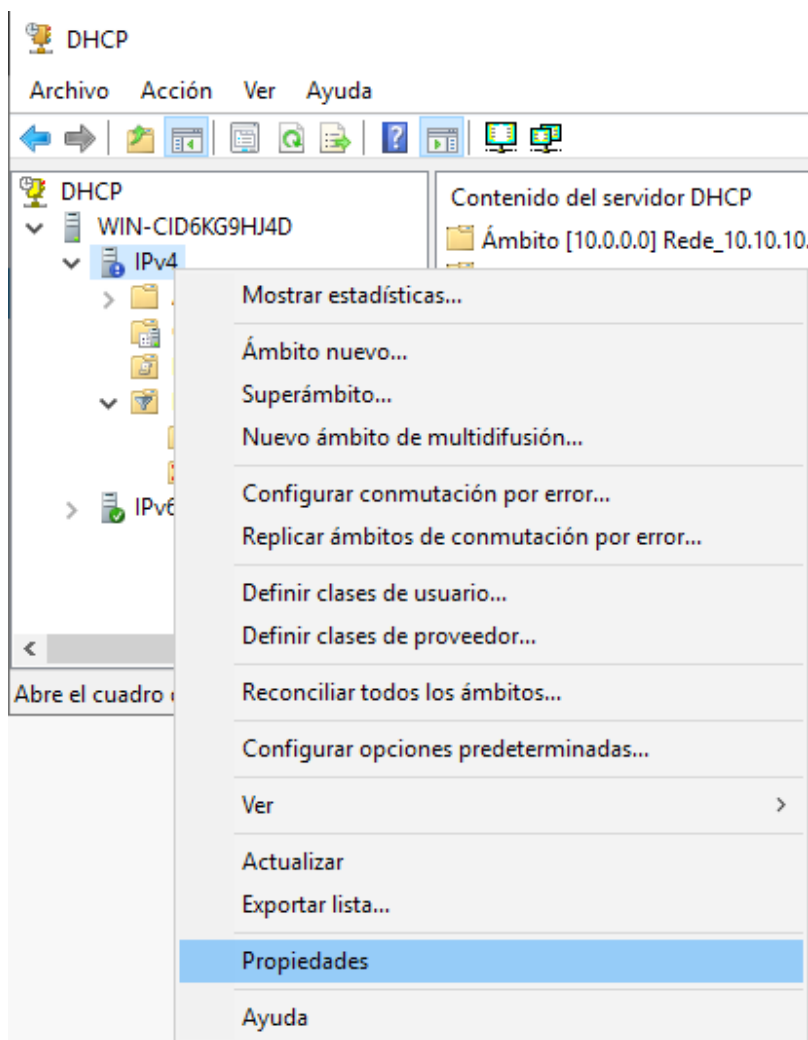 DHCP
Archivo Acción Ver Ayuda
DHCP
WIN-CID6KG9HJ4D
IPv4
IPv6
Contenido del servidor DHCP
Ámbito [10.0.0.0] Rede_10.10.10.
Mostrar estadísticas...
Ámbito nuevo...
Superámbito...
Nuevo ámbito de multidifusión...
Configurar conmutación por error...
Replicar ámbitos de conmutación por error...
Definir clases de usuario...
Definir clases de proveedor...
Reconciliar todos los ámbitos...
Configurar opciones predeterminadas...
Ver
Actualizar
Exportar lista...
Propiedades
Ayuda
Abre el cuadro